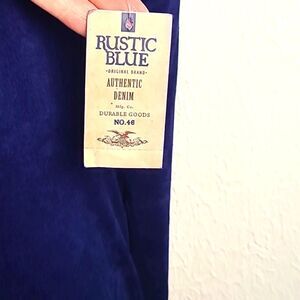 RUSTIC
BLUE
•ORIGINAL BRAND•
AUTHENTIC
DENIM
Mfg. Co.
DURABLE GOODS
NO.46